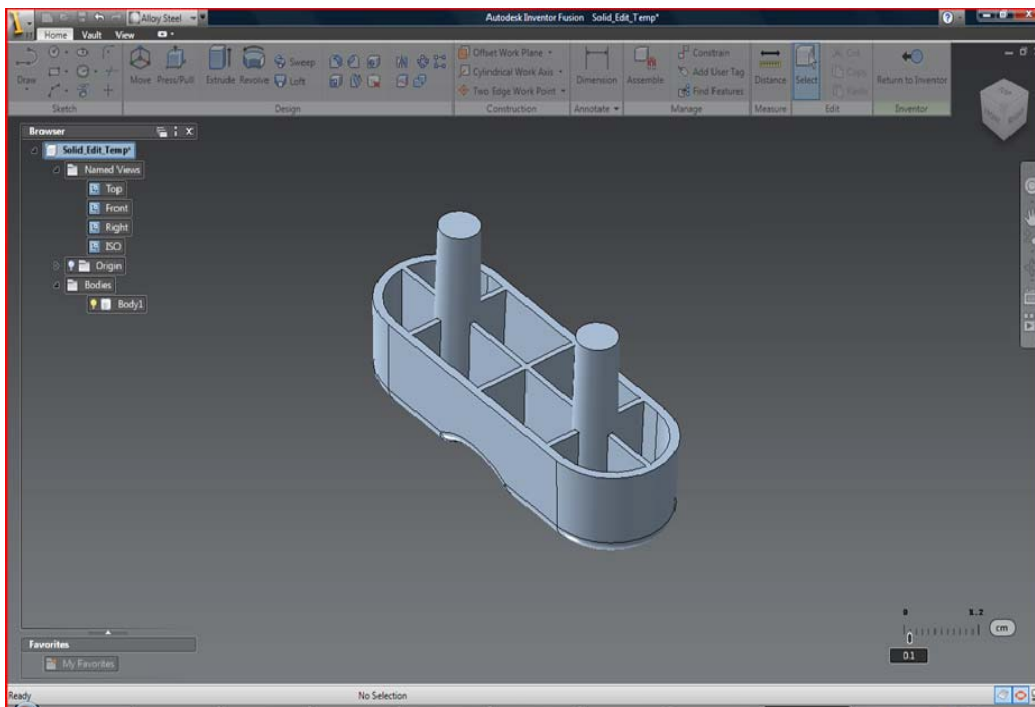 Alloy Steel
Autodesk Inventor Fusion Solid_Edit_Temp*
Home Vault View
Draw
Move Press/Pull
Extrude Revolve
Sweep
Loft
Offset Work Plane
Cylindrical Work Axis
Two Edge Work Point
Dimension
Assemble
Constrain
Add User Tag
Find Features
Distance
Select
Cut
Copy
Return to Inventor
Sketch Design Construction Annotate Manage Measure Edit Inventor
Browser
Solid_Edit_Temp*
Named Views
Top
Front
Right
ISO
Origin
Bodies
Body1
Favorites
My Favorites
0
cm
0.1
Ready
No Selection